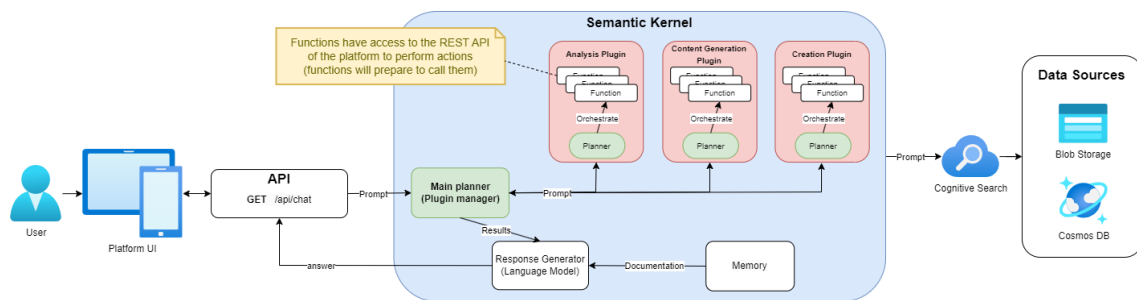 Semantic Kernel
Functions have access to the REST API
of the platform to perform actions
(functions will prepare to call them)
Analysis Plugin
Function
Function
Orchestrate
Planner
Content Generation
Plugin
Function
Function
Orchestrate
Planner
Creation Plugin
Function
Function
Orchestrate
Planner
Data Sources
Blob Storage
Cosmos DB
Prompt
Cognitive Search
User
Platform UI
API
GET /api/chat
Prompt
Main planner
(Plugin manager)
Prompt
Results
answer
Response Generator
(Language Model)
Documentation
Memory